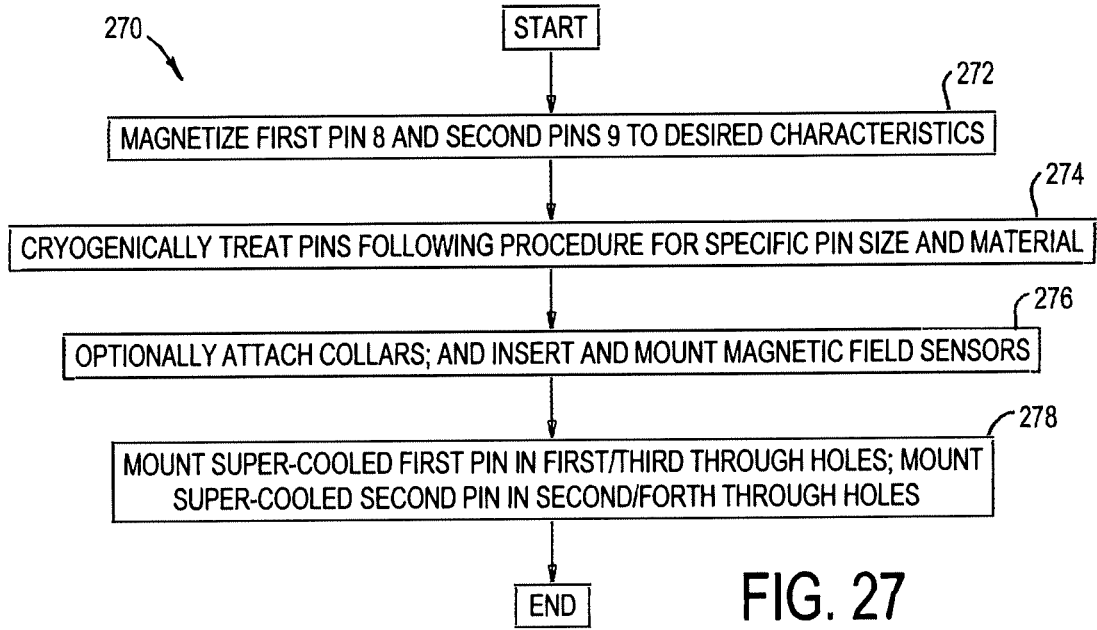 270
START
272
MAGNETIZE FIRST PIN 8 AND SECOND PINS 9 TO DESIRED CHARACTERISTICS
274
CRYOGENICALLY TREAT PINS FOLLOWING PROCEDURE FOR SPECIFIC PIN SIZE AND MATERIAL
276
OPTIONALLY ATTACH COLLARS; AND INSERT AND MOUNT MAGNETIC FIELD SENSORS
278
MOUNT SUPER-COOLED FIRST PIN IN FIRST/THIRD THROUGH HOLES; MOUNT
SUPER-COOLED SECOND PIN IN SECOND/FORTH THROUGH HOLES
END
FIG. 27